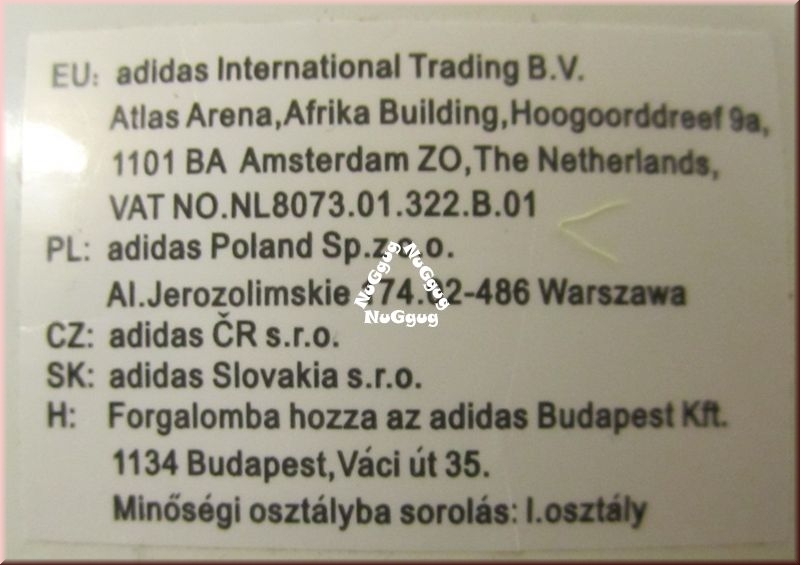 EU: adidas International Trading B.V.
Atlas Arena,Afrika Building,Hoogoorddreef 9a,
1101 BA Amsterdam ZO,The Netherlands,
VAT NO.NL8073.01.322.B.01
PL: adidas Poland Sp.z.o.o.
Al.Jerozolimskie 174.02-486 Warszawa
CZ: adidas ČR s.r.o.
SK: adidas Slovakia s.r.o.
H: Forgalomba hozza az adidas Budapest Kft.
1134 Budapest,Váci út 35.
Minőségi osztályba sorolás: I.osztály
NuGgug
NuGgug
NuGgug